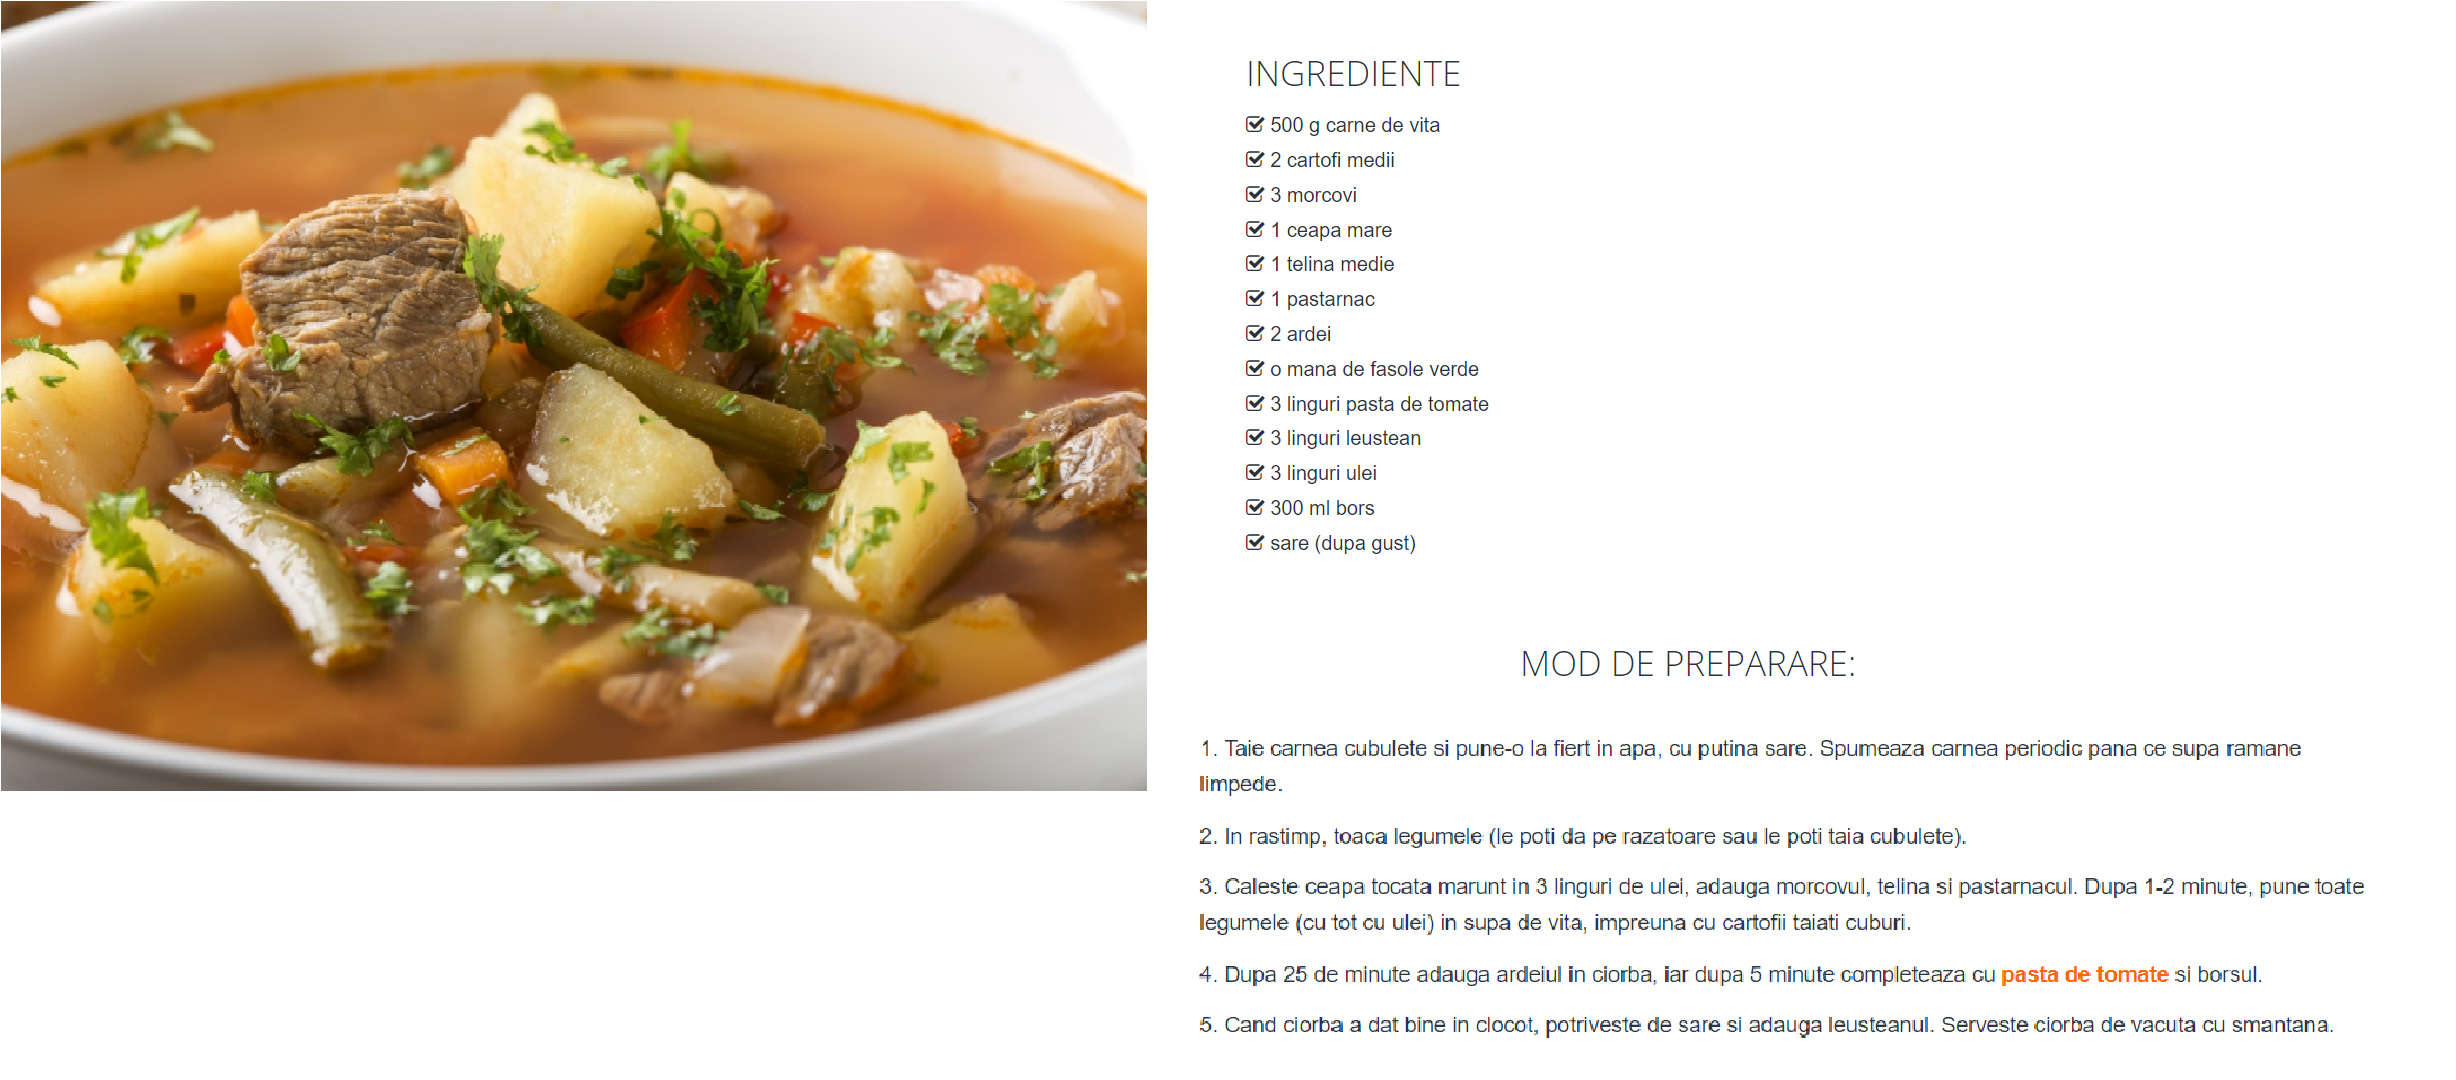 INGREDIENTE
500 g carne de vita
2 cartofi medii
3 morcovi
1 ceapa mare
1 telina medie
1 pastarnac
2 ardei
o mana de fasole verde
3 linguri pasta de tomate
3 linguri leustean
3 linguri ulei
300 ml bors
sare (dupa gust)
MOD DE PREPARARE:
1. Taie carnea cubulete si pune-o la fiert in apa, cu putina sare. Spumeaza carnea periodic pana ce supa ramane
limpede.
2. In rastimp, toaca legumele (le poti da pe razatoare sau le poti taia cubulete).
3. Caleste ceapa tocata marunt in 3 linguri de ulei, adauga morcovul, telina si pastarnacul. Dupa 1-2 minute, pune toate
legumele (cu tot cu ulei) in supa de vita, impreuna cu cartofii taiati cuburi.
4. Dupa 25 de minute adauga ardeiul in ciorba, iar dupa 5 minute completeaza cu pasta de tomate si borsul.
5. Cand ciorba a dat bine in clocot, potriveste de sare si adauga leusteanul. Serveste ciorba de vacuta cu smantana.